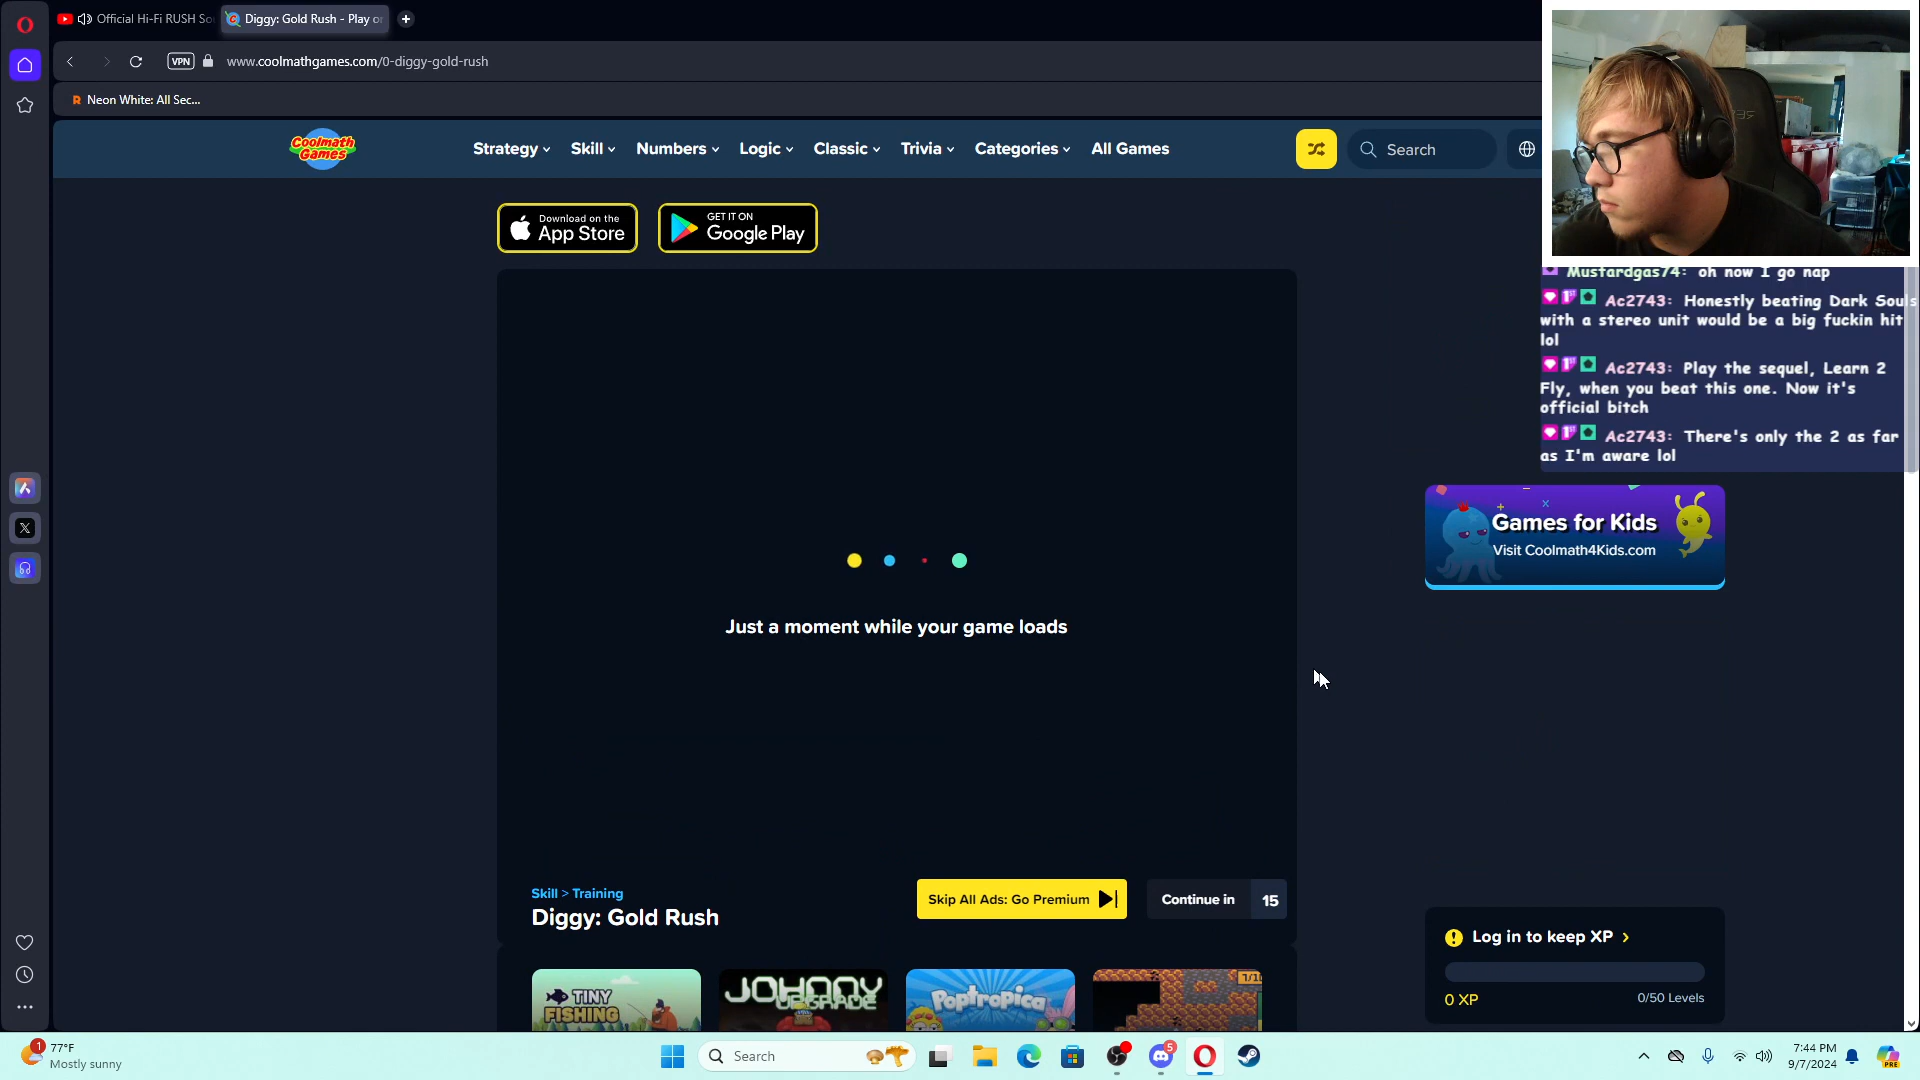 Official Hi-Fi RUSH So
Diggy: Gold Rush - Play o
VPN
www.coolmathgames.com/0-diggy-gold-rush
Neon White: All Sec...
Coolmath
Games
Strategy
Skill
Numbers
Logic
Classic
Trivia
Categories
All Games
Search
Download on the
App Store
GET IT ON
Google Play
Mustardgas74: oh now I go nap
Ac2743: Honestly beating Dark Souls
with a stereo unit would be a big fuckin hit
lol
Ac2743: Play the sequel, Learn 2
Fly, when you beat this one. Now it's
official bitch
Ac2743: There's only the 2 as far
as I'm aware lol
Games for Kids
Visit Coolmath4Kids.com
Just a moment while your game loads
Skill > Training
Diggy: Gold Rush
Skip All Ads: Go Premium
Continue in
15
Log in to keep XP >
0 XP
0/50 Levels
TINY
FISHING
JOHNNY
UPGRADE
Poptropica
1
77°F
Mostly sunny
Search
5
7:44 PM
9/7/2024
PRE